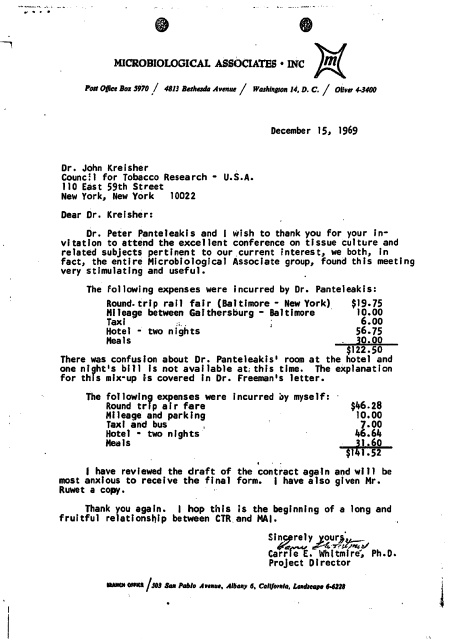 MICROBIOLOGICAL ASSOCIATES • INC
m
Post Office Box 5970 / 4813 Bethesda Avenue / Washington 14, D. C. / Oliver 4-3400
December 15, 1969
Dr. John Kreisher
Council for Tobacco Research - U.S.A.
110 East 59th Street
New York, New York 10022
Dear Dr. Kreisher:
Dr. Peter Panteleakis and I wish to thank you for your in-
vitation to attend the excellent conference on tissue culture and
related subjects pertinent to our current interest, we both, in
fact, the entire Microbiological Associate group, found this meeting
very stimulating and useful.
The following expenses were incurred by Dr. Panteleakis:
Round trip rail fair (Baltimore - New York) $19.75
Mileage between Gaithersburg - Baltimore 10.00
Taxi 6.00
Hotel - two nights 56.75
Meals 30.00
$122.50
There was confusion about Dr. Panteleakis' room at the hotel and
one night's bill is not available at this time. The explanation
for this mix-up is covered in Dr. Freeman's letter.
The following expenses were incurred by myself:
Round trip air fare $46.28
Mileage and parking 10.00
Taxi and bus 7.00
Hotel - two nights 46.64
Meals 31.60
$141.52
I have reviewed the draft of the contract again and will be
most anxious to receive the final form. I have also given Mr.
Ruwet a copy.
Thank you again. I hope this is the beginning of a long and
fruitful relationship between CTR and MAI.
Sincerely yours,
Carrie E. Whitmire
Carrie E. Whitmire, Ph.D.
Project Director
BRANCH OFFICE / 303 San Pablo Avenue, Albany 6, California, Landscape 6-6228